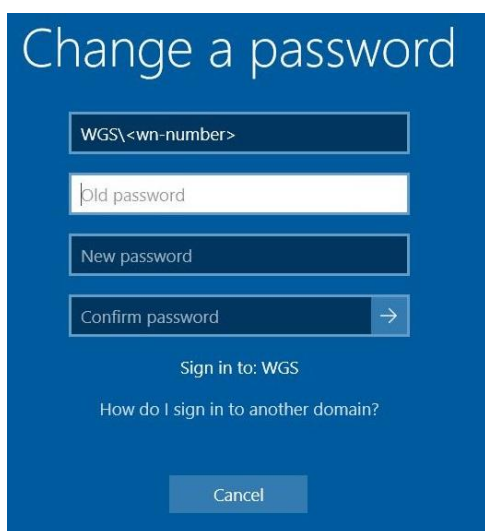 Change a password
WGS\<wn-number>
Old password
New password
Confirm password
Sign in to: WGS
How do I sign in to another domain?
Cancel